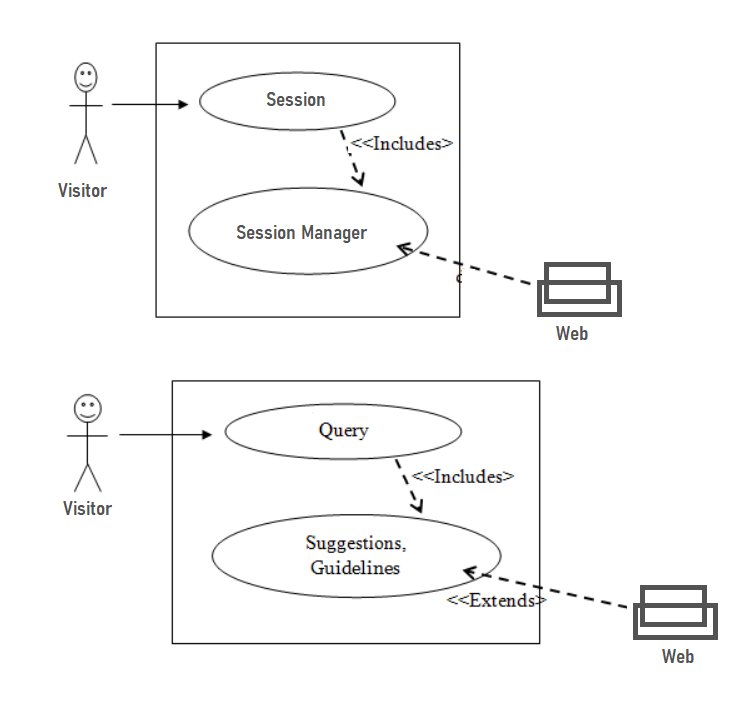 Session
<<Includes>
Visitor
Session Manager
Web
Query
<<Includes>
Visitor
Suggestions,
Guidelines
<<Extends>
Web